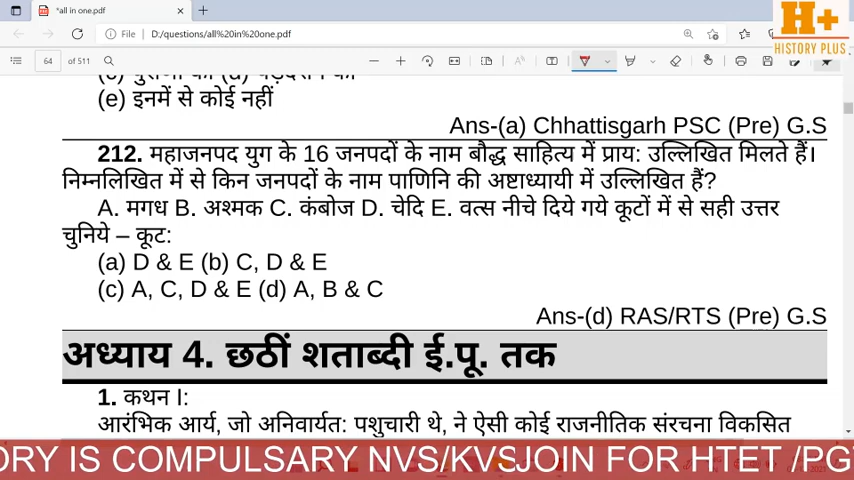 *all in one.pdf
File
D:/questions/all%20in%20one.pdf
H+
HISTORY PLUS
64 of 511
(e) इनमें से कोई नहीं
Ans-(a) Chhattisgarh PSC (Pre) G.S
212. महाजनपद युग के 16 जनपदों के नाम बौद्ध साहित्य में प्राय: उल्लिखित मिलते हैं।
निम्नलिखित में से किन जनपदों के नाम पाणिनि की अष्टाध्यायी में उल्लिखित हैं?
A. मगध B. अश्मक C. कंबोज D. चेदि E. वत्स नीचे दिये गये कूटों में से सही उत्तर
चुनिये – कूट:
(a) D & E (b) C, D & E
(c) A, C, D & E (d) A, B & C
Ans-(d) RAS/RTS (Pre) G.S
अध्याय 4. छठीं शताब्दी ई.पू. तक
1. कथन I:
आरंभिक आर्य, जो अनिवार्यत: पशुचारी थे, ने ऐसी कोई राजनीतिक संरचना विकसित
ORY IS COMPULSARY NVS/KVSJOIN FOR HTET /PG